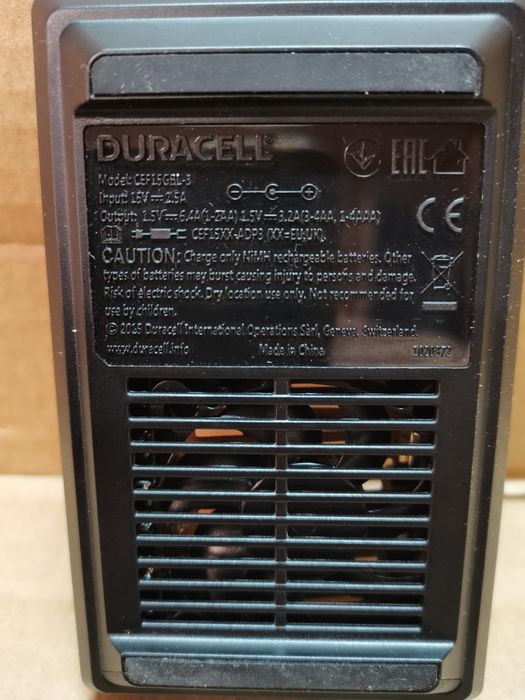 DURACELL
EAC
Model: CEF15GBL-3
Input: 15V ⎓ 2.5A
Output: 1.5V ⎓ 6.4A(1-2AA) 1.5V ⎓ 3.2A(3-4AA, 1-4AAA)
CEF15XX-ADP3 (XX=EU,UK)
CE
CAUTION: Charge only NiMH rechargeable batteries. Other
types of batteries may burst causing injury to persons and damage.
Risk of electric shock. Dry location use only. Not recommended for
use by children.
© 2015 Duracell International Operations Sàrl, Geneva, Switzerland.
www.duracell.info Made in China